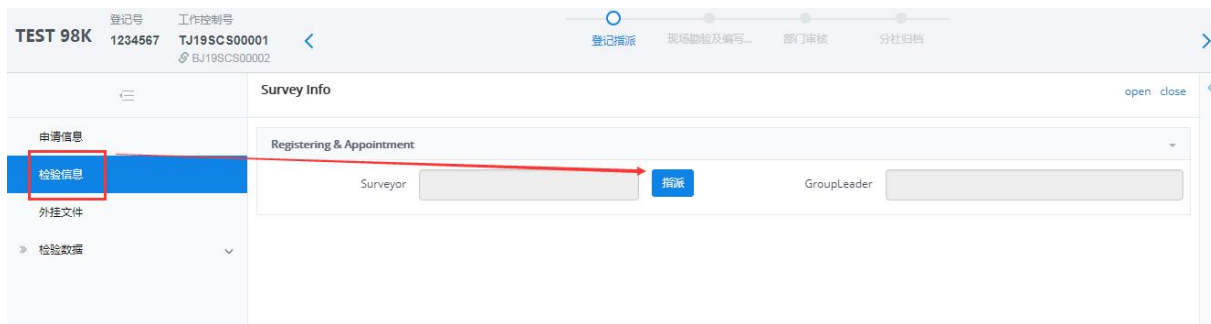 TEST 98K
登记号
1234567
工作控制号
TJ19SCS00001
BJ19SCS00002
登记指派
现场勘验及编写...
部门审核
分社归档
Survey Info
open close
申请信息
检验信息
外挂文件
检验数据
Registering & Appointment
Surveyor
指派
GroupLeader